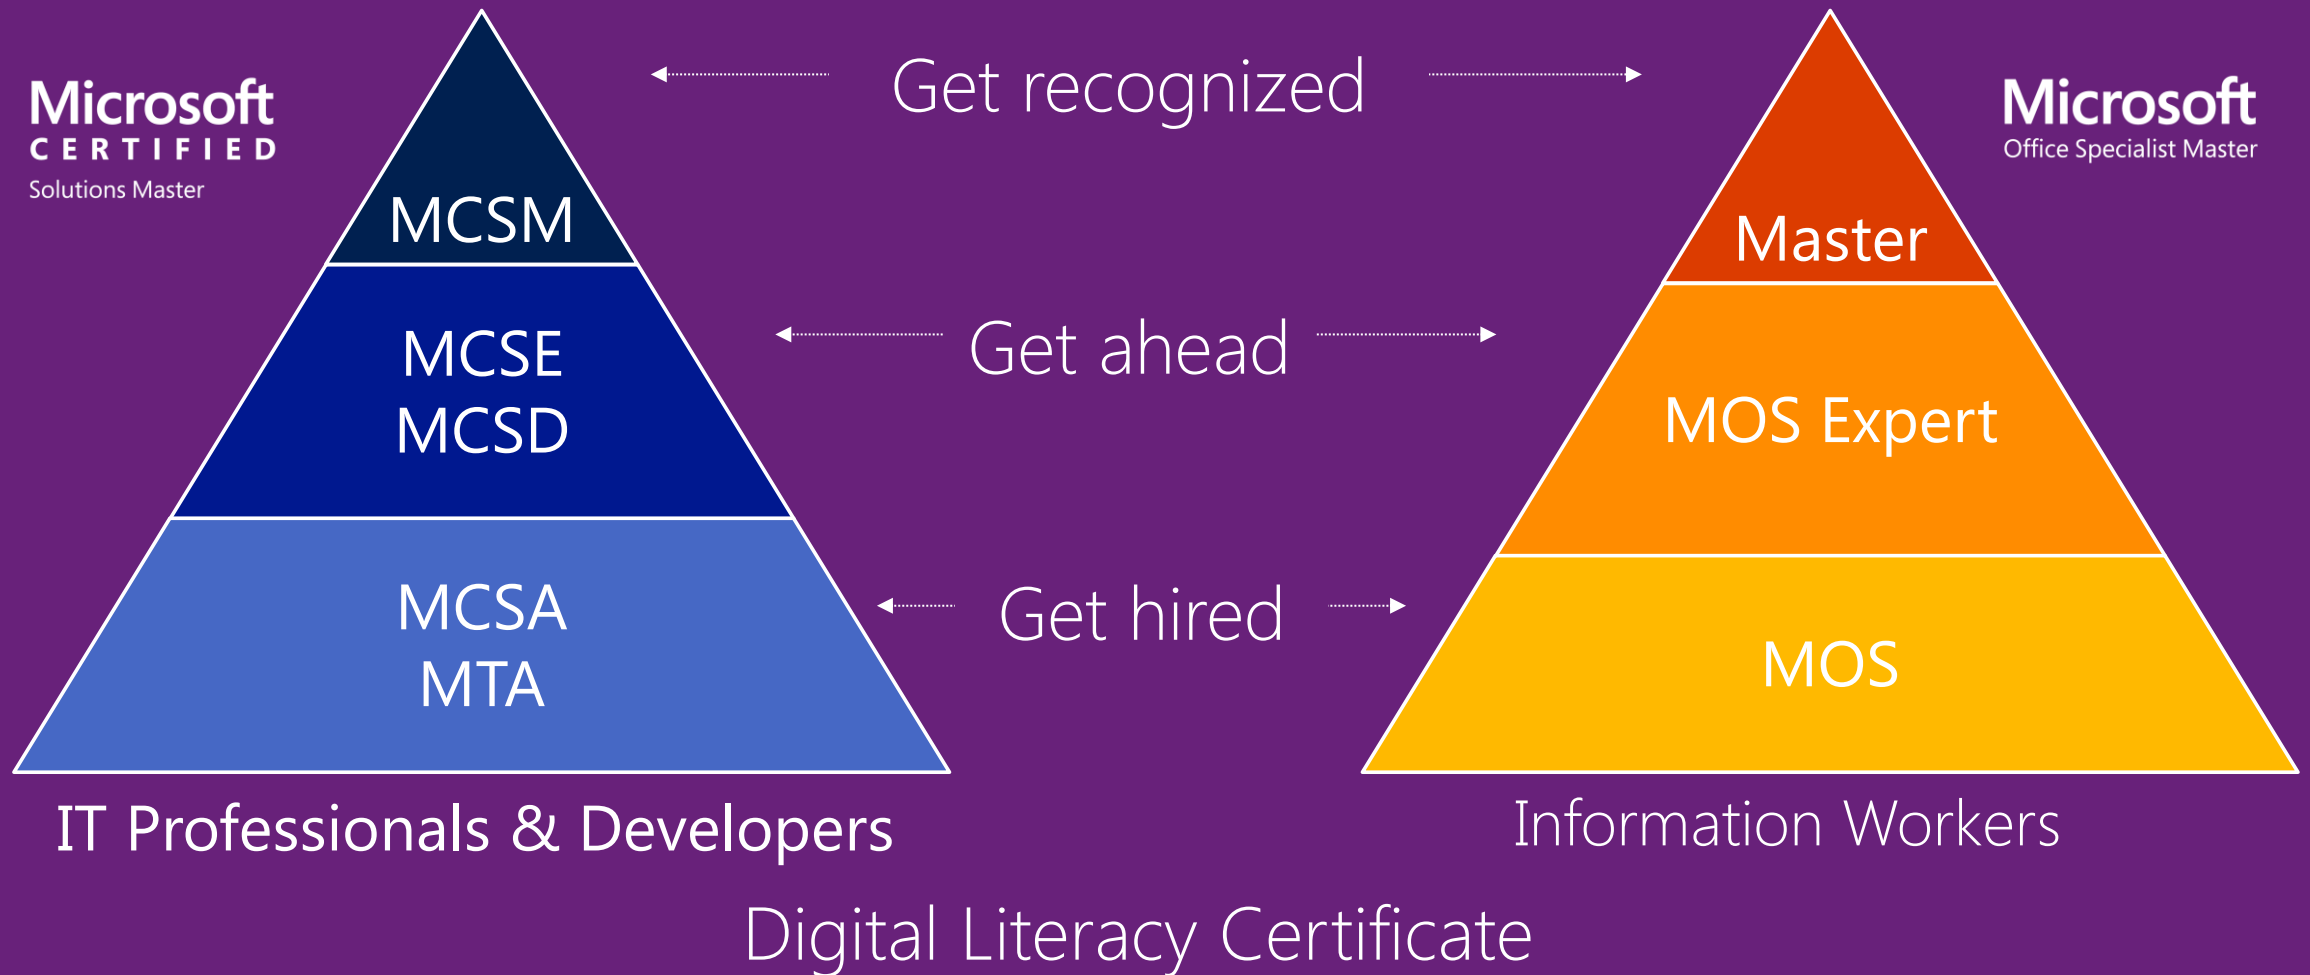 Microsoft
CERTIFIED
Solutions Master
MCSM
MCSE
MCSD
MCSA
MTA
IT Professionals & Developers
Get recognized
Get ahead
Get hired
Microsoft
Office Specialist Master
Master
MOS Expert
MOS
Information Workers
Digital Literacy Certificate